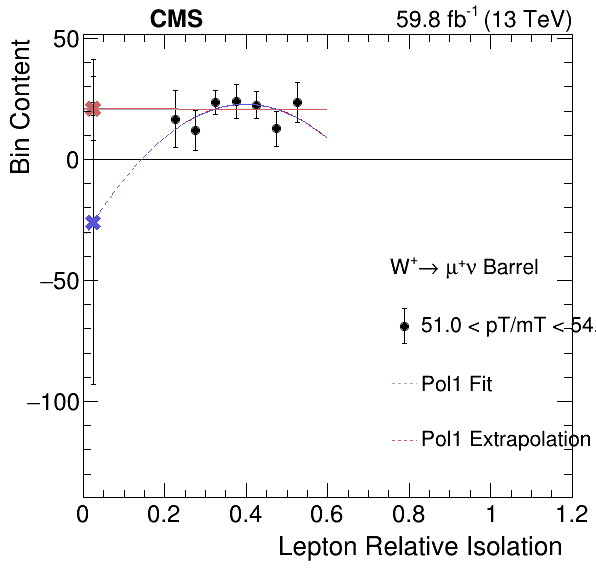 CMS
59.8 fb⁻¹ (13 TeV)
Bin Content
50
0
−50
−100
W⁺→ μ⁺ν Barrel
51.0 < pT/mT < 54.
Pol1 Fit
Pol1 Extrapolation
0 0.2 0.4 0.6 0.8 1 1.2
Lepton Relative Isolation